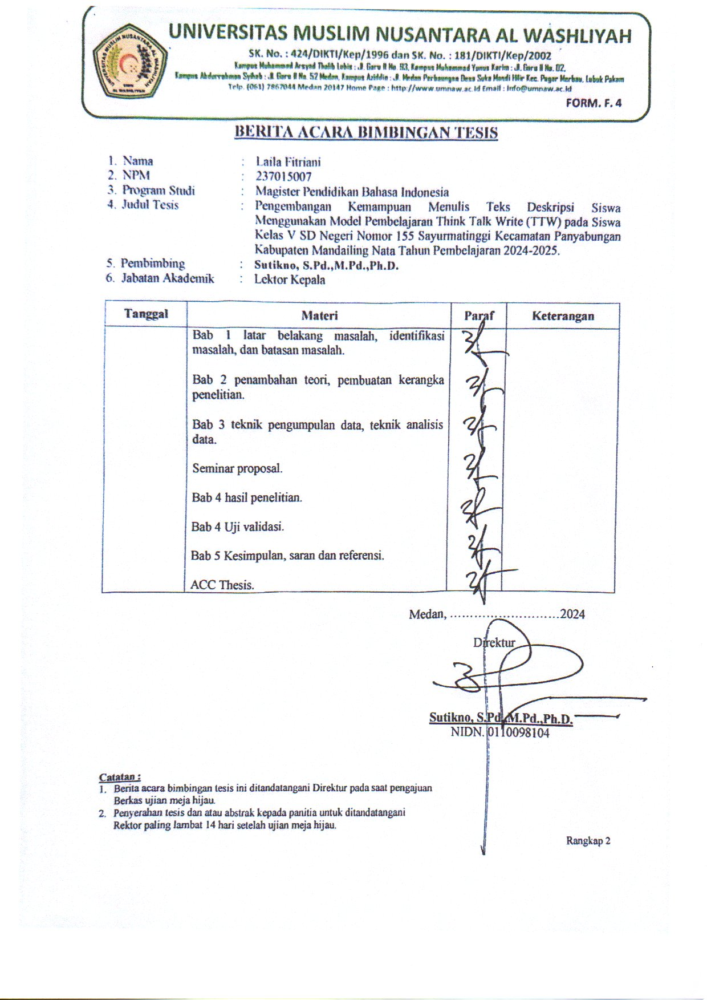 UNIVERSITAS MUSLIM NUSANTARA AL WASHLIYAH
SK. No. : 424/DIKTI/Kep/1996 dan SK. No. : 181/DIKTI/Kep/2002
Kampus Muhammad Arsyad Thalib Lubis : Jl. Garu II No. 93, Kampus Muhammad Yunus Karim : Jl. Garu II No. 02,
Kampus Abdurrahman Syihab : Jl. Garu II No. 52 Medan, Kampus Aziddin : Jl. Medan Perbaungan Desa Suka Mandi Hilir Kec. Pagar Merbau, Lubuk Pakam
Telp. (061) 7867044 Medan 20147 Home Page : http://www.umnaw.ac.id Email : info@umnaw.ac.id
FORM. F. 4
UNIVERSITAS MUSLIM NUSANTARA
AL WASHLIYAH
BERITA ACARA BIMBINGAN TESIS
1. Nama : Laila Fitriani
2. NPM : 237015007
3. Program Studi : Magister Pendidikan Bahasa Indonesia
4. Judul Tesis : Pengembangan Kemampuan Menulis Teks Deskripsi Siswa
Menggunakan Model Pembelajaran Think Talk Write (TTW) pada Siswa
Kelas V SD Negeri Nomor 155 Sayurmatinggi Kecamatan Panyabungan
Kabupaten Mandailing Nata Tahun Pembelajaran 2024-2025.
5. Pembimbing : Sutikno, S.Pd.,M.Pd.,Ph.D.
6. Jabatan Akademik : Lektor Kepala
Tanggal Materi Paraf Keterangan
Bab 1 latar belakang masalah, identifikasi
masalah, dan batasan masalah.
Bab 2 penambahan teori, pembuatan kerangka
penelitian.
Bab 3 teknik pengumpulan data, teknik analisis
data.
Seminar proposal.
Bab 4 hasil penelitian.
Bab 4 Uji validasi.
Bab 5 Kesimpulan, saran dan referensi.
ACC Thesis.
Medan, ............................2024
Direktur
Sutikno, S.Pd.,M.Pd.,Ph.D.
NIDN. 0110098104
Catatan :
1. Berita acara bimbingan tesis ini ditandatangani Direktur pada saat pengajuan
Berkas ujian meja hijau.
2. Penyerahan tesis dan atau abstrak kepada panitia untuk ditandatangani
Rektor paling lambat 14 hari setelah ujian meja hijau.
Rangkap 2